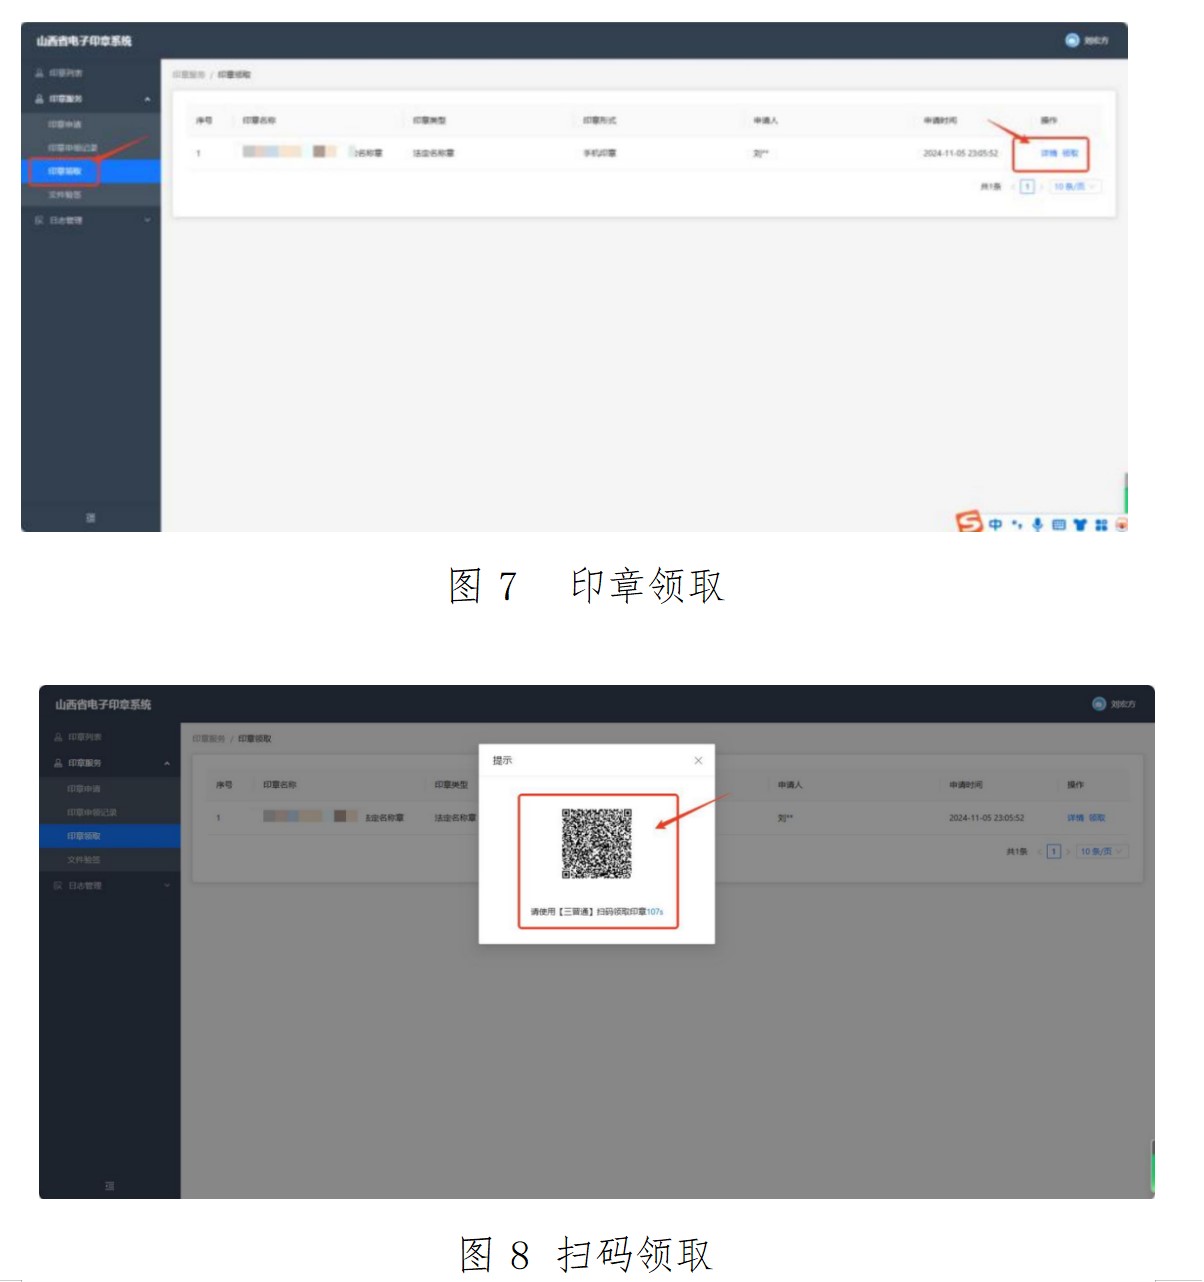 山西省电子印章系统
印章列表
印章服务
印章申请
印章申领记录
印章领取
文件验签
日志管理
印章服务 / 印章领取
序号 印章名称 印章类型 印章形式 申请人 申请时间 操作
1 名称章 法定名称章 手机印章 刘** 2024-11-05 23:05:52 详情 领取
共1条 < 1 > 10 条/页
中
图 7 印章领取
山西省电子印章系统
印章列表
印章服务
印章申请
印章申领记录
印章领取
文件验签
日志管理
印章服务 / 印章领取
序号 印章名称 印章类型 申请人 申请时间 操作
1 法定名称章 法定名称章 刘** 2024-11-05 23:05:52 详情 领取
共1条 < 1 > 10 条/页
提示
请使用【三晋通】扫码领取印章107s
图 8 扫码领取